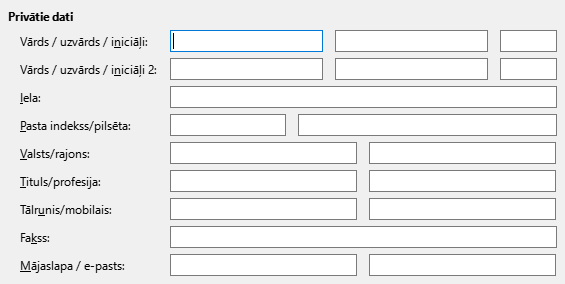 Privātie dati
Vārds / uzvārds / iniciāļi:
Vārds / uzvārds / iniciāļi 2:
Iela:
Pasta indekss/pilsēta:
Valsts/rajons:
Tituls/profesija:
Tālrunis/mobilais:
Fakss:
Mājaslapa / e-pasts: